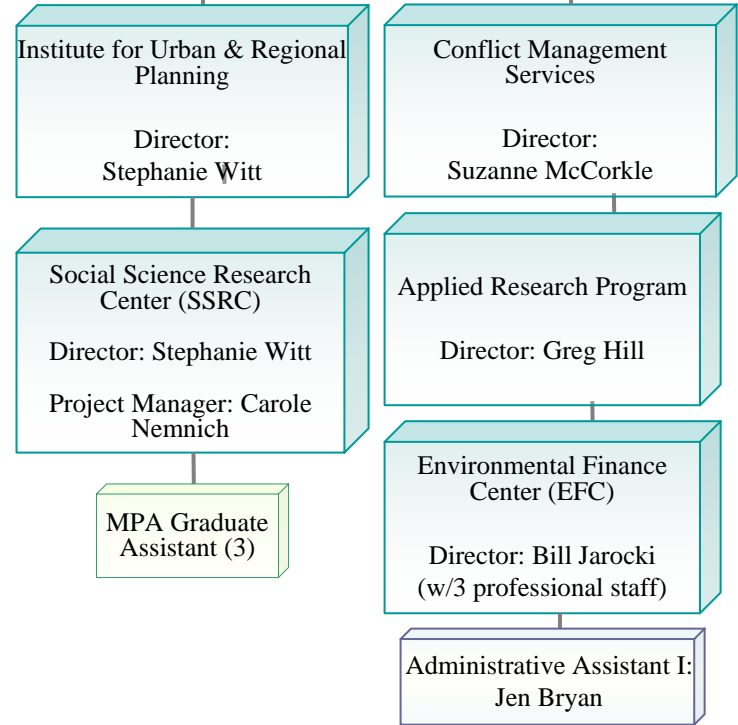 Institute for Urban & Regional
Planning
Director:
Stephanie Witt
Social Science Research
Center (SSRC)
Director: Stephanie Witt
Project Manager: Carole
Nemnich
MPA Graduate
Assistant (3)
Conflict Management
Services
Director:
Suzanne McCorkle
Applied Research Program
Director: Greg Hill
Environmental Finance
Center (EFC)
Director: Bill Jarocki
(w/3 professional staff)
Administrative Assistant I:
Jen Bryan